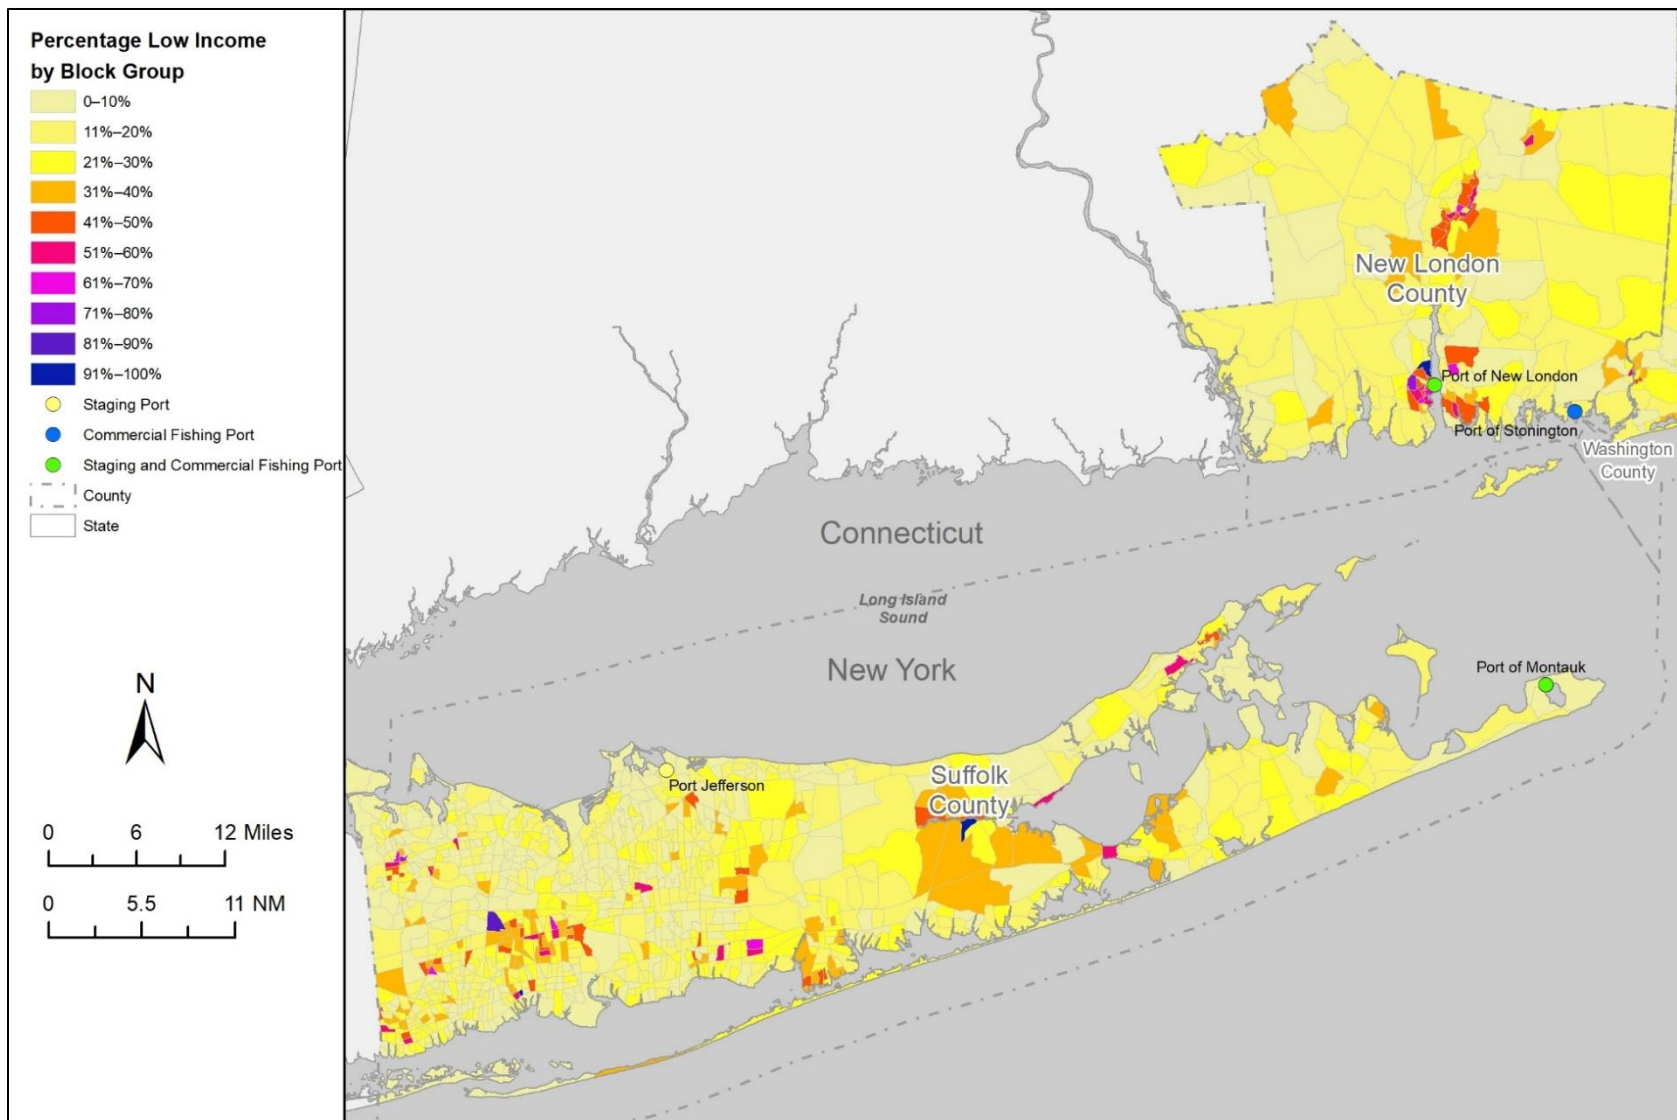 Percentage Low Income
by Block Group
0–10%
11%–20%
21%–30%
31%–40%
41%–50%
51%–60%
61%–70%
71%–80%
81%–90%
91%–100%
Staging Port
Commercial Fishing Port
Staging and Commercial Fishing Port
County
State
N
0 6 12 Miles
0 5.5 11 NM
New London
County
Port of New London
Port of Stonington
Washington
County
Connecticut
Long Island
Sound
New York
Port of Montauk
Port Jefferson
Suffolk
County